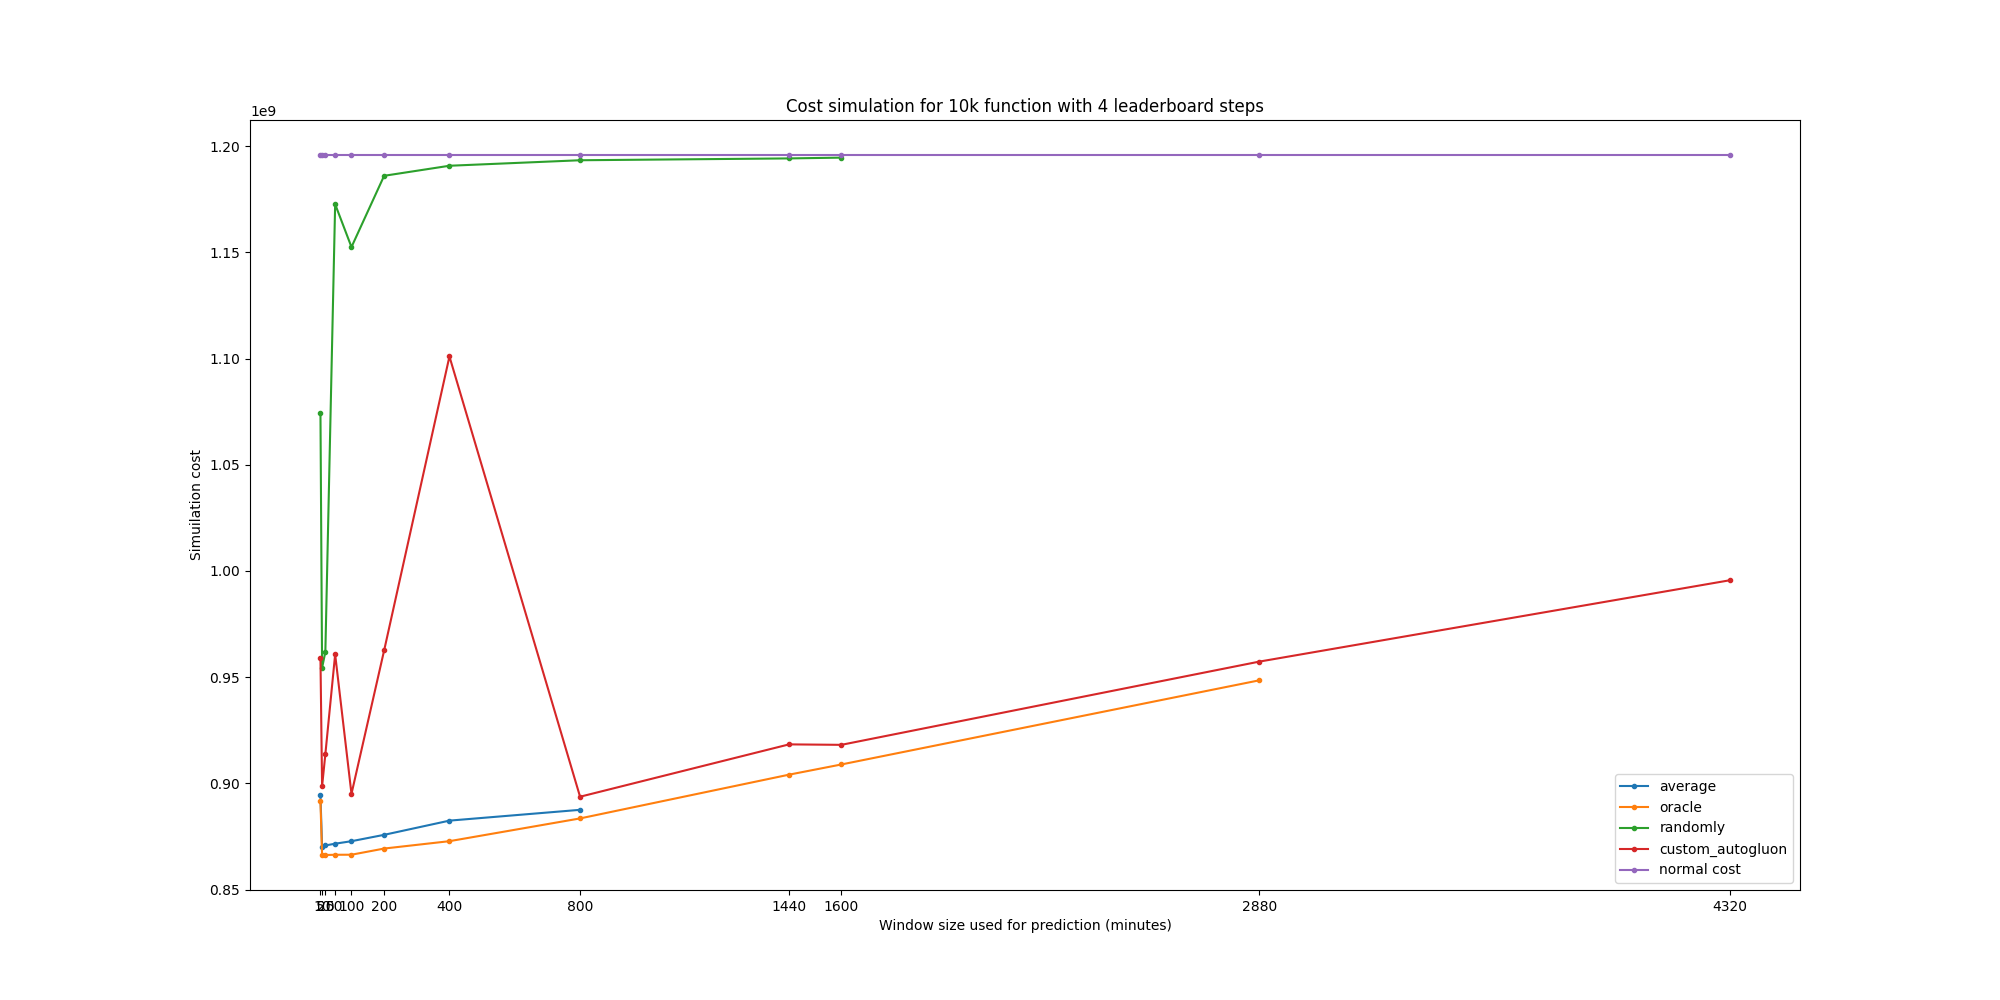 Cost simulation for 10k function with 4 leaderboard steps
1e9
1.20
1.15
1.10
1.05
1.00
0.95
0.90
0.85
Simuilation cost
100 200 400 800 1440 1600 2880 4320
Window size used for prediction (minutes)
average
oracle
randomly
custom_autogluon
normal cost